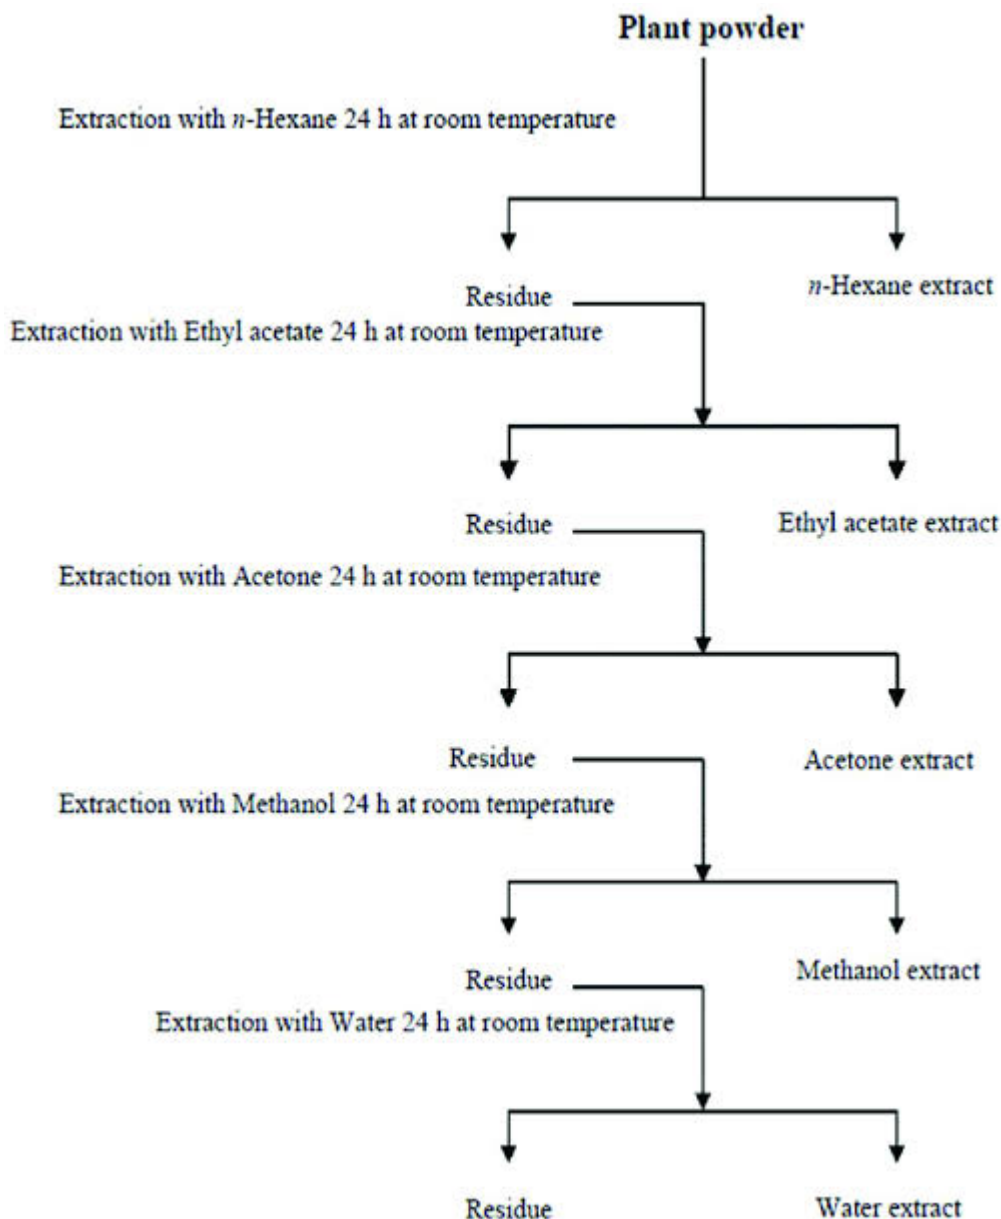 Plant powder
Extraction with n-Hexane 24 h at room temperature
Residue
n-Hexane extract
Extraction with Ethyl acetate 24 h at room temperature
Residue
Ethyl acetate extract
Extraction with Acetone 24 h at room temperature
Residue
Acetone extract
Extraction with Methanol 24 h at room temperature
Residue
Methanol extract
Extraction with Water 24 h at room temperature
Residue
Water extract